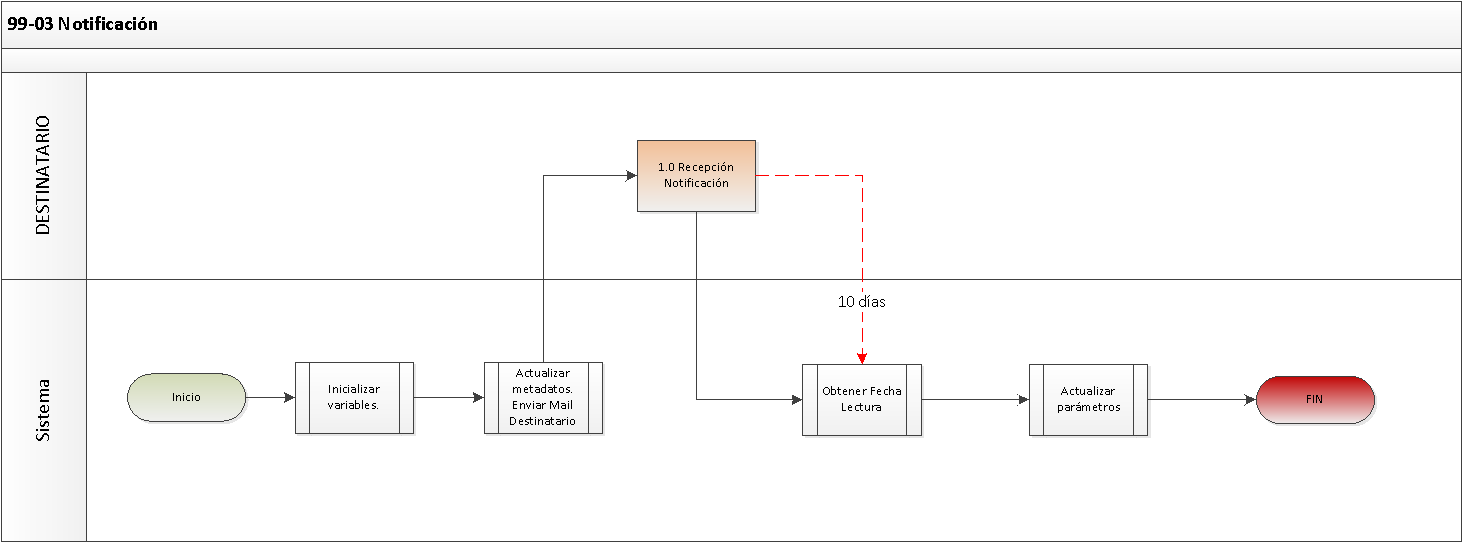 99-03 Notificación
DESTINATARIO
1.0 Recepción
Notificación
10 días
Sistema
Inicio
Inicializar
variables.
Actualizar
metadatos.
Enviar Mail
Destinatario
Obtener Fecha
Lectura
Actualizar
parámetros
FIN